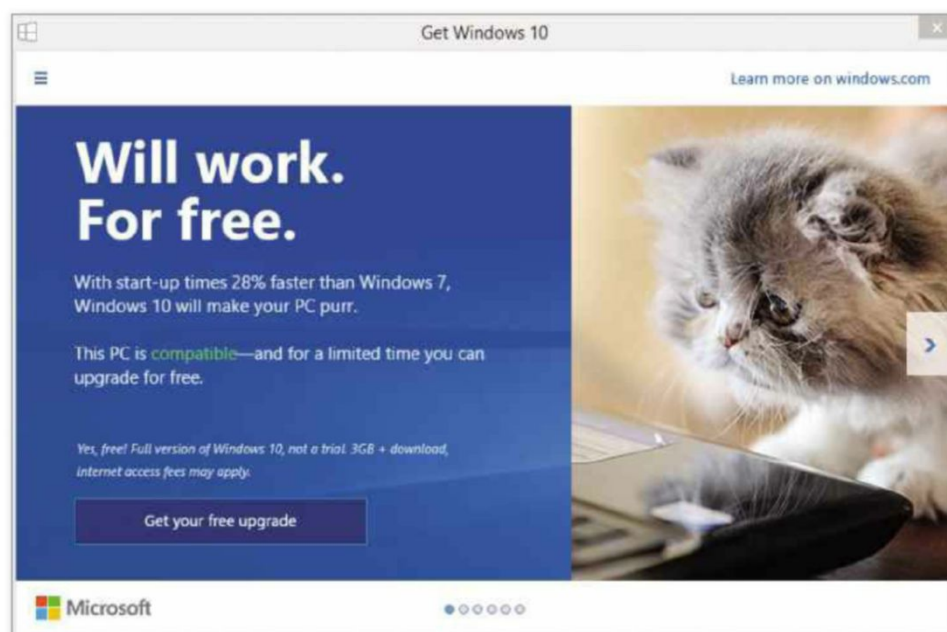 Get Windows 10
Learn more on windows.com
Will work.
For free.
With start-up times 28% faster than Windows 7,
Windows 10 will make your PC purr.
This PC is compatible—and for a limited time you can
upgrade for free.
Yes, free! Full version of Windows 10, not a trial. 3GB + download,
internet access fees may apply.
Get your free upgrade
Microsoft